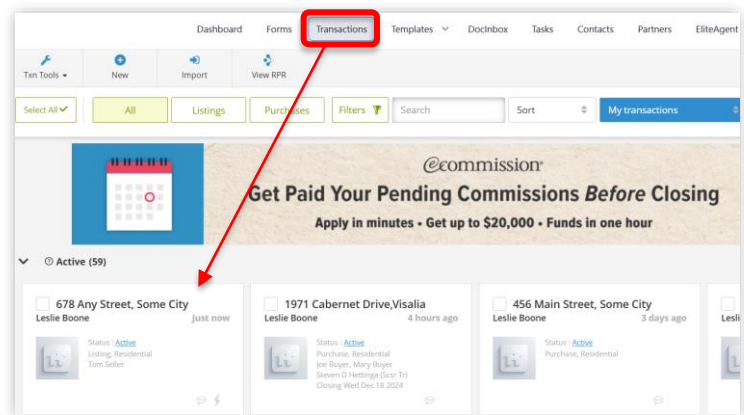 Dashboard Forms Transactions Templates DocInbox Tasks Contacts Partners EliteAgent
Txn Tools New Import View RPR
Select All All Listings Purchases Filters Search Sort My transactions
ecommission
Get Paid Your Pending Commissions Before Closing
Apply in minutes • Get up to $20,000 • Funds in one hour
Active (59)
678 Any Street, Some City
Leslie Boone Just now
Status : Active
Listing, Residential
Tom Seller
1971 Cabernet Drive,Visalia
Leslie Boone 4 hours ago
Status : Active
Purchase, Residential
Joe Buyer, Mary Buyer
Steven D Hettinga (Scsr Tr)
Closing Wed Dec 18 2024
456 Main Street, Some City
Leslie Boone 3 days ago
Status : Active
Purchase, Residential
Lesli